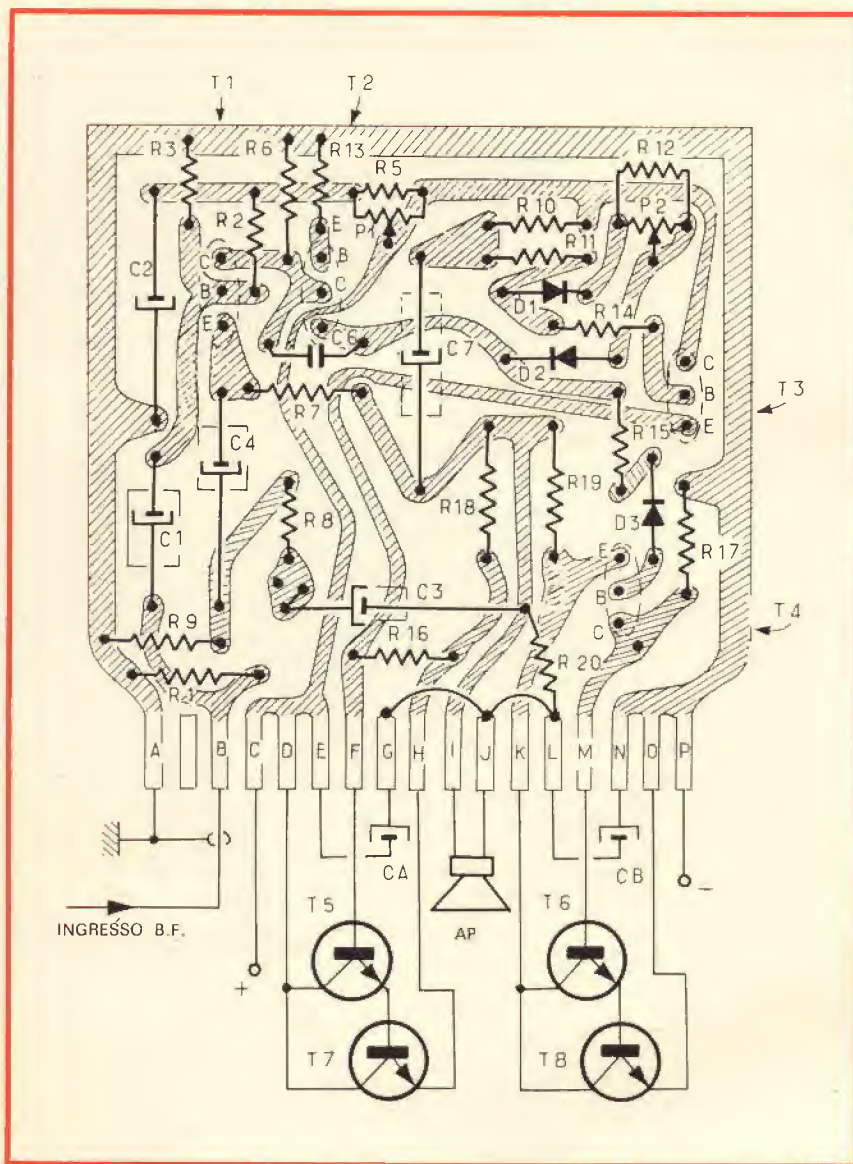 T1 T2
R3 R6 R13 R5 R12
R2 E P1 R10 P2
C B R11
C2 B C D1
E C6 C7 R14 C
D2 B
R7 E T3
C4 R15
C1 R8 R18 R19 D3 R17
E
C3 B
R9 R16 C T4
R1 R20
A B C D E F G H I J K L M N O P
CA CB
T5 AP T6
INGRESSO B.F.
+ -
T7 T8